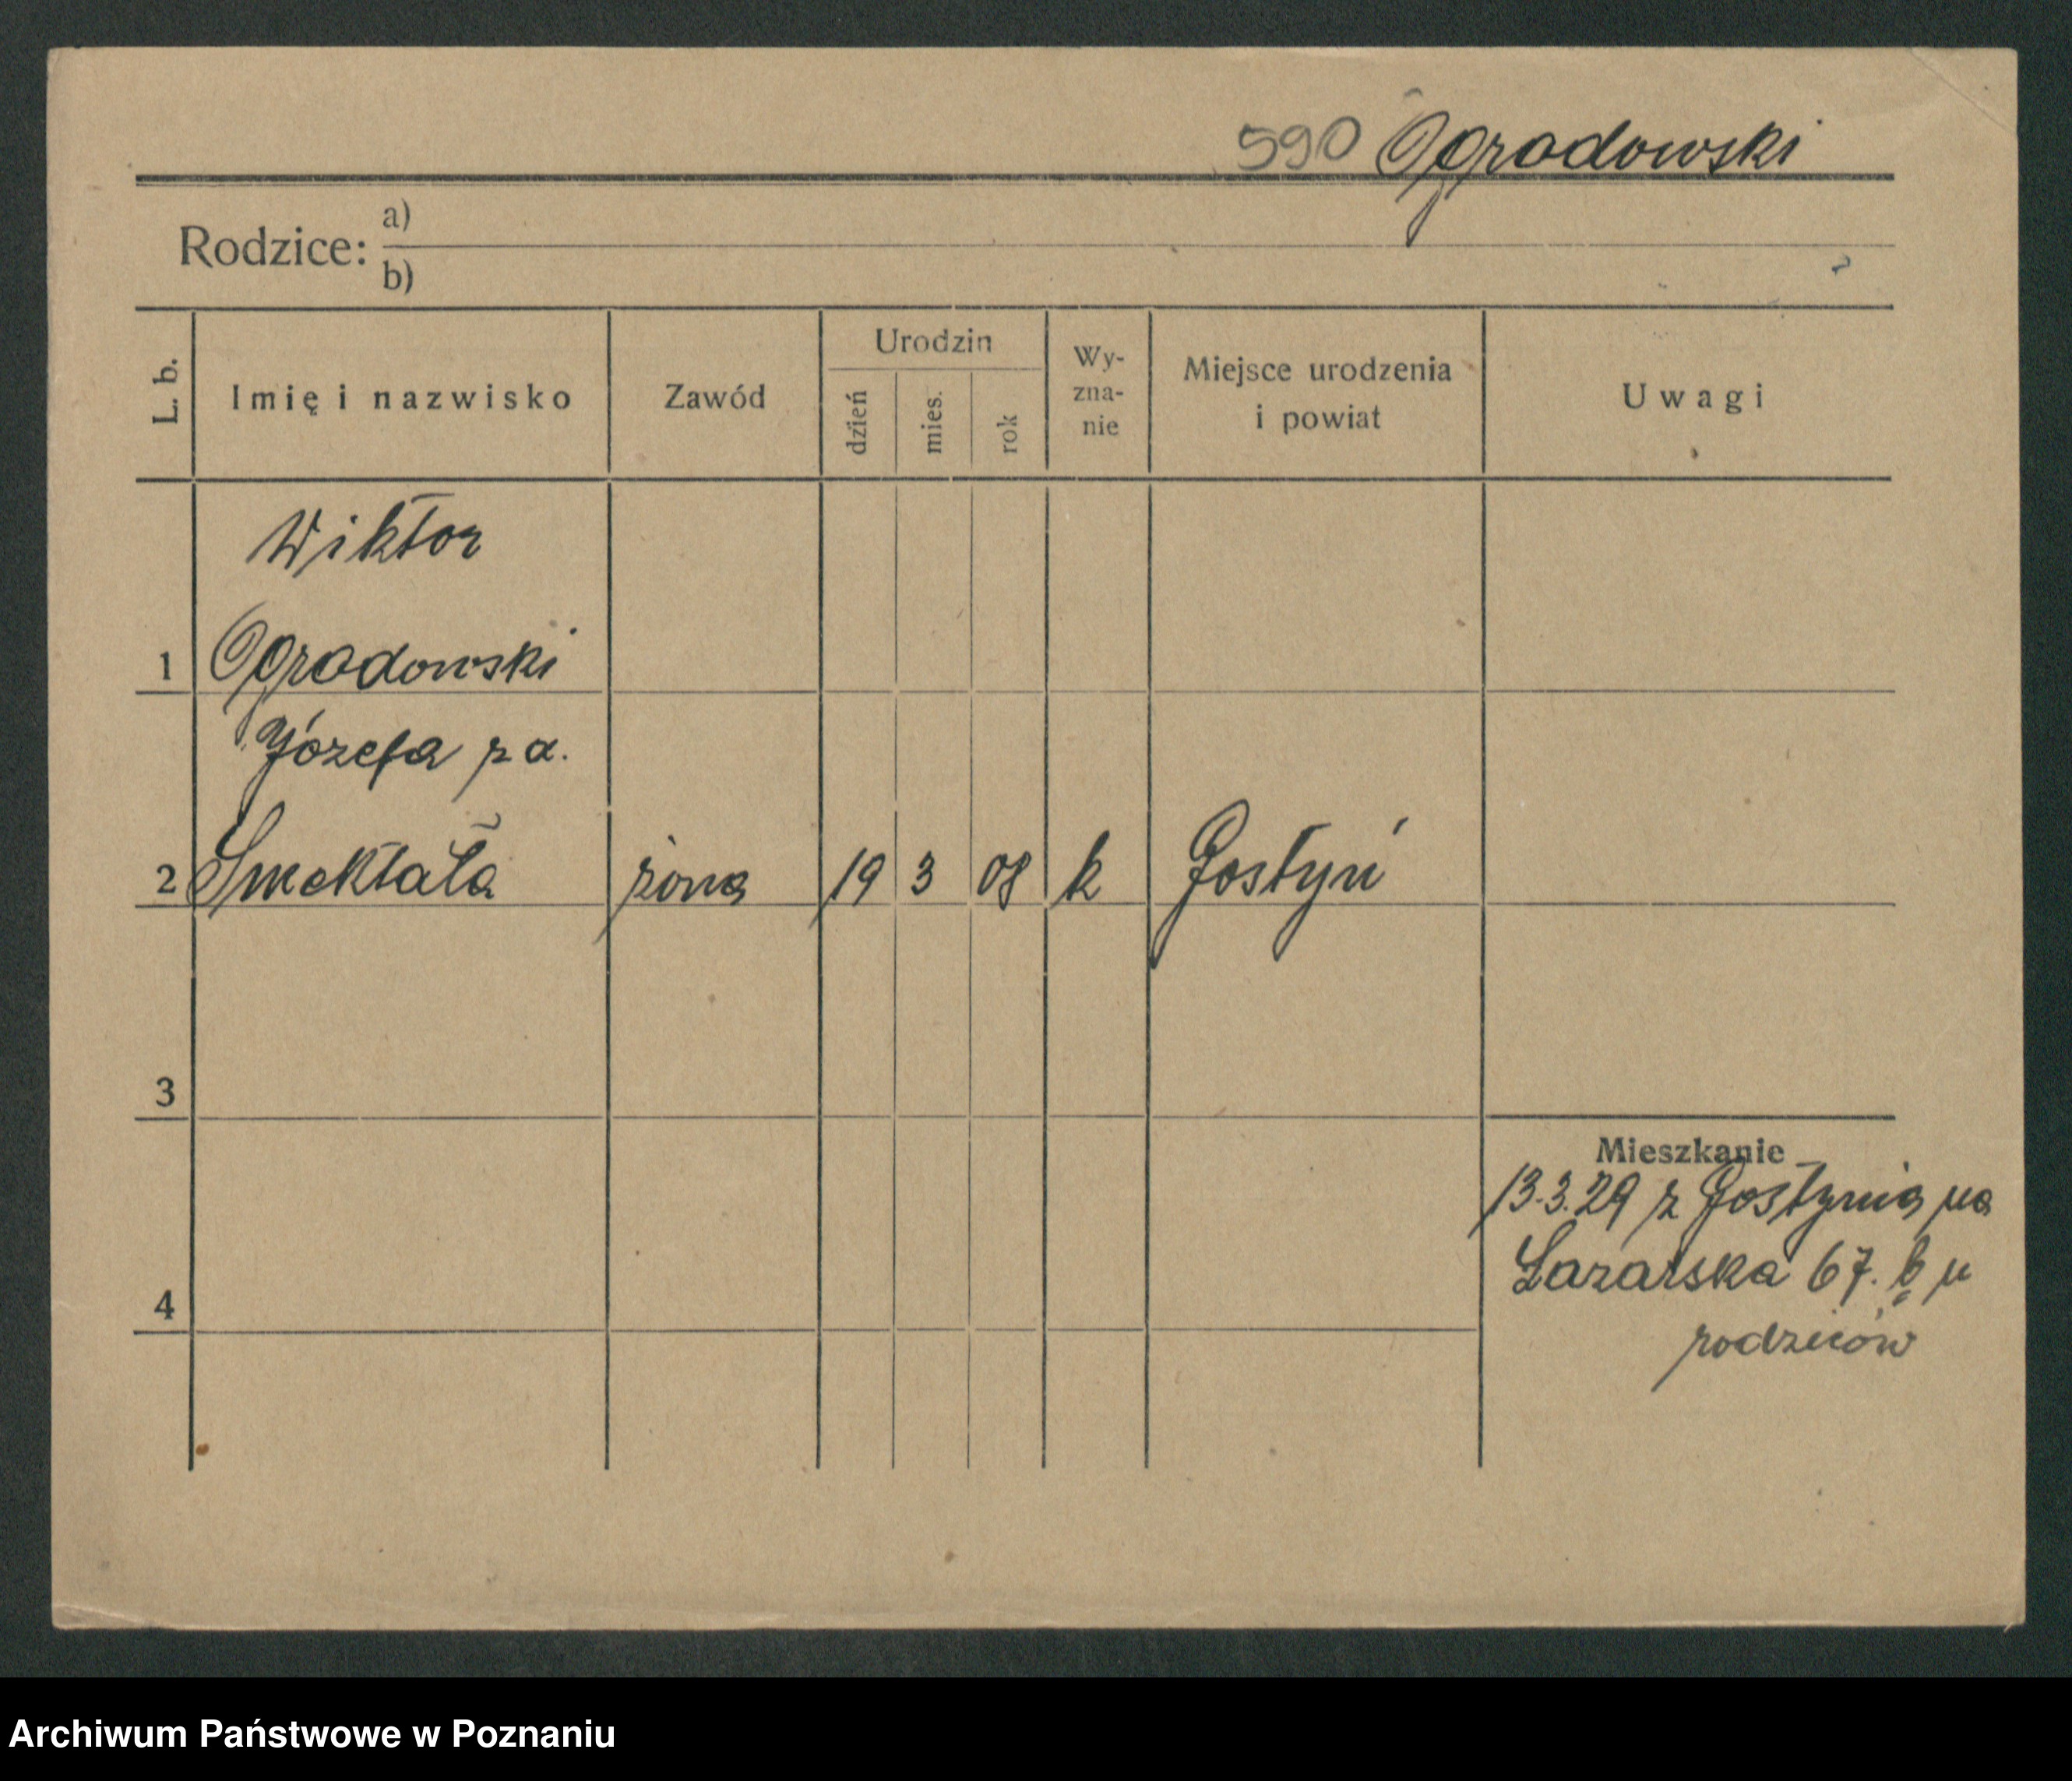 590 Ogrodowski
Rodzice: a)
b)
L. b. Imię i nazwisko Zawód Urodzin dzień mies. rok Wy-zna-nie Miejsce urodzenia i powiat Uwagi
Wiktor
1 Ogrodowski
Józefa z d.
2 Smektała żona 19 3 08 k Gostyń
3
Mieszkanie
13.3.29 z Gostynia na
Łazarska 67. b u
4
rodziców
Archiwum Państwowe w Poznaniu